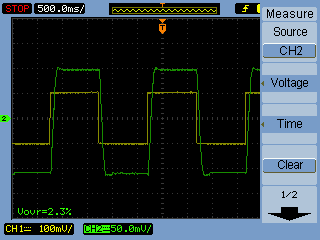 STOP 500.0ms/
T
Measure
Source
CH2
Voltage
Time
Clear
1/2
T
2
Vovr=2.3%
CH1= 100mV/ CH2= 50.0mV/